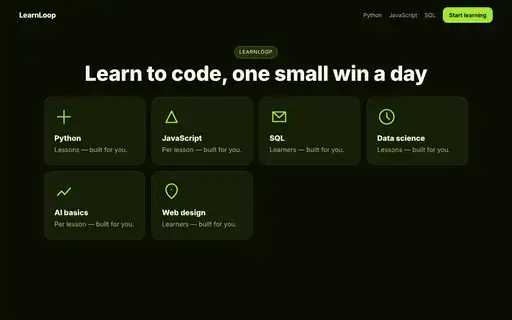 LearnLoop
Python JavaScript SQL Start learning
LEARNLOOP
Learn to code, one small win a day
Python
Lessons — built for you.
JavaScript
Per lesson — built for you.
SQL
Learners — built for you.
Data science
Lessons — built for you.
AI basics
Per lesson — built for you.
Web design
Learners — built for you.